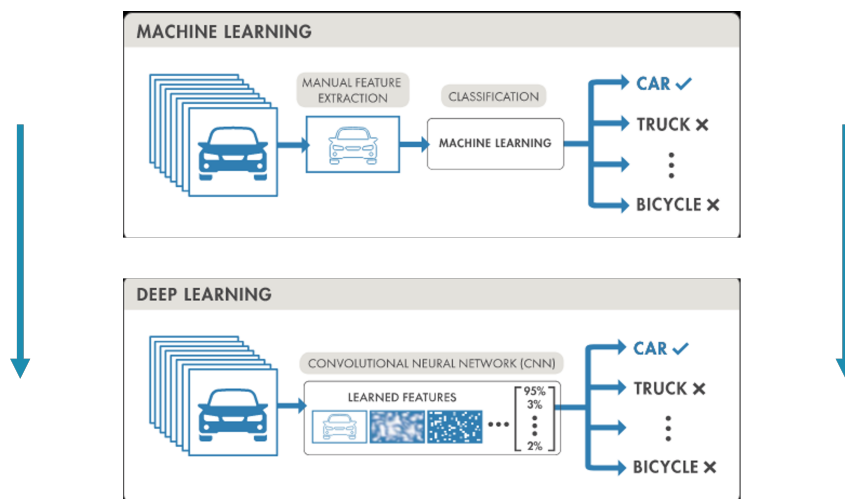 MACHINE LEARNING
MANUAL FEATURE
EXTRACTION
CLASSIFICATION
MACHINE LEARNING
CAR
TRUCK
BICYCLE
DEEP LEARNING
CONVOLUTIONAL NEURAL NETWORK (CNN)
LEARNED FEATURES
95%
3%
2%
CAR
TRUCK
BICYCLE